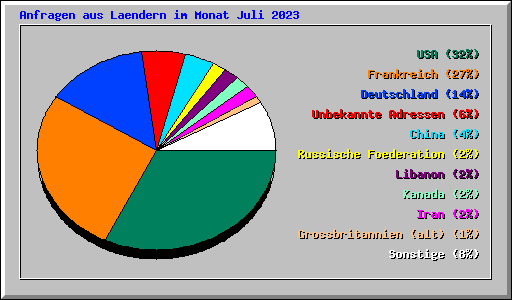 Anfragen aus Laendern im Monat Juli 2023
USA (32%)
Frankreich (27%)
Deutschland (14%)
Unbekannte Adressen (6%)
China (4%)
Russische Foederation (2%)
Libanon (2%)
Kanada (2%)
Iran (2%)
Grossbritannien (alt) (1%)
Sonstige (8%)